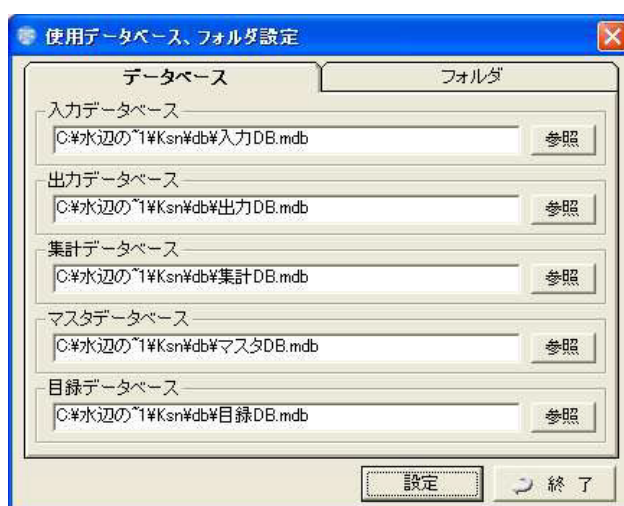 使用データベース、フォルダ設定
データベース
フォルダ
入力データベース
C:¥水辺の~1¥Ksn¥db¥入力DB.mdb
参照
出力データベース
C:¥水辺の~1¥Ksn¥db¥出力DB.mdb
参照
集計データベース
C:¥水辺の~1¥Ksn¥db¥集計DB.mdb
参照
マスタデータベース
C:¥水辺の~1¥Ksn¥db¥マスタDB.mdb
参照
目録データベース
C:¥水辺の~1¥Ksn¥db¥目録DB.mdb
参照
設定
終 了